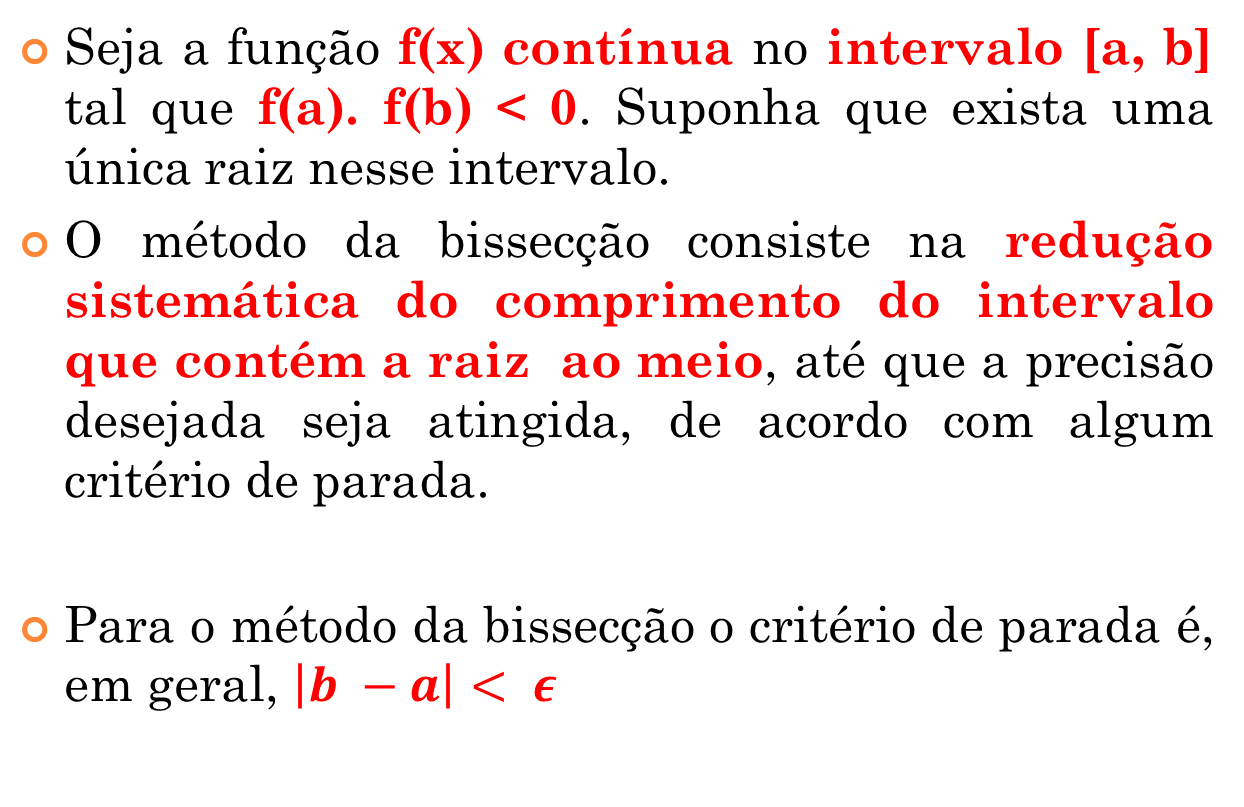 Seja a função f(x) contínua no intervalo [a, b]
tal que f(a). f(b) < 0. Suponha que exista uma
única raiz nesse intervalo.
O método da bissecção consiste na redução
sistemática do comprimento do intervalo
que contém a raiz ao meio, até que a precisão
desejada seja atingida, de acordo com algum
critério de parada.
Para o método da bissecção o critério de parada é,
em geral, |b − a| < ϵ